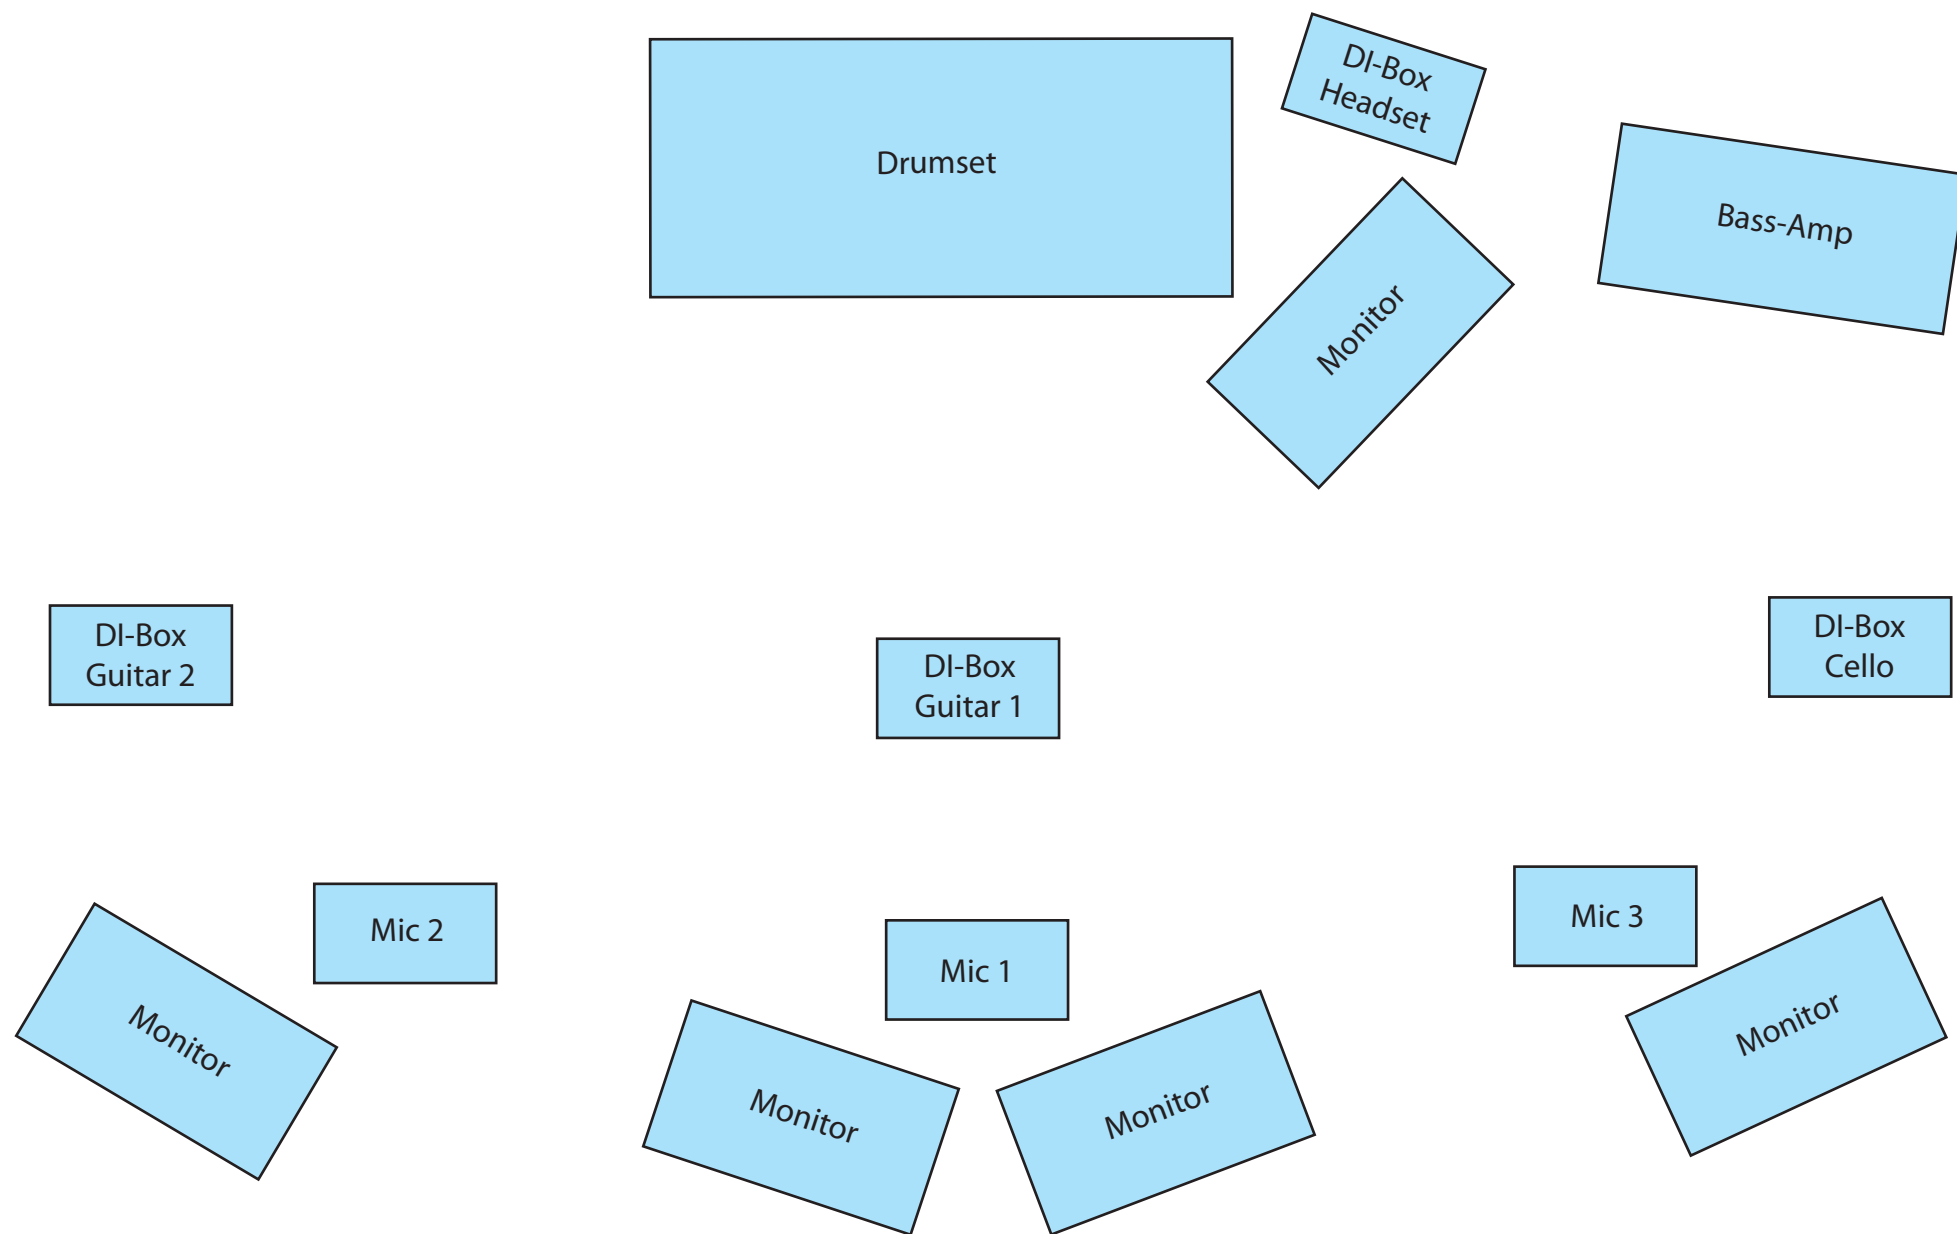 DI-Box
Headset
Drumset
Bass-Amp
Monitor
DI-Box
Guitar 2
DI-Box
Guitar 1
DI-Box
Cello
Mic 2
Mic 1
Mic 3
Monitor
Monitor
Monitor
Monitor